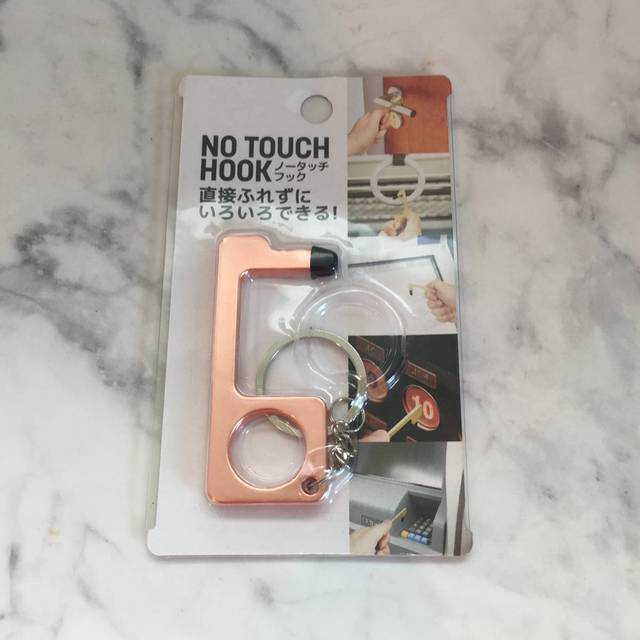 NO TOUCH
HOOK ノータッチ
フック
直接ふれずに
いろいろできる!
10